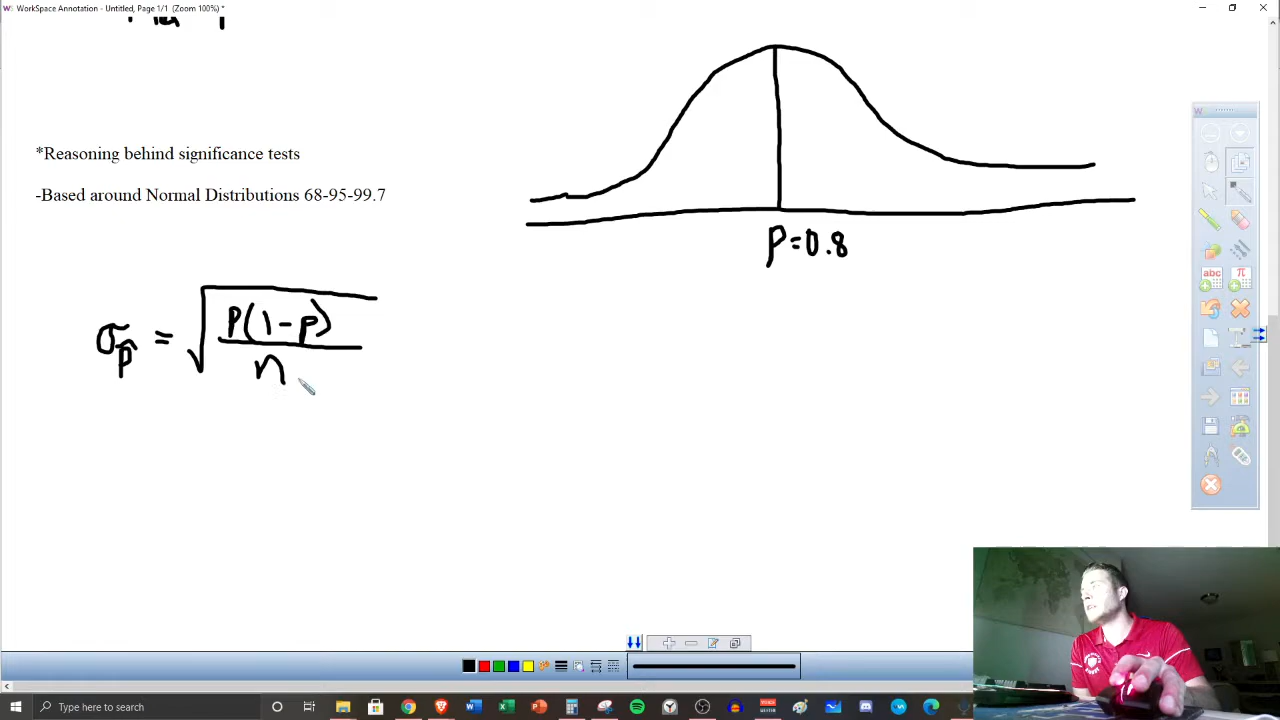 WorkSpace Annotation - Untitled, Page 1/1 (Zoom 100%) *
*Reasoning behind significance tests
-Based around Normal Distributions 68-95-99.7
P=0.8
σp̂ = √(P(1-p)/n)
abc
π
Type here to search